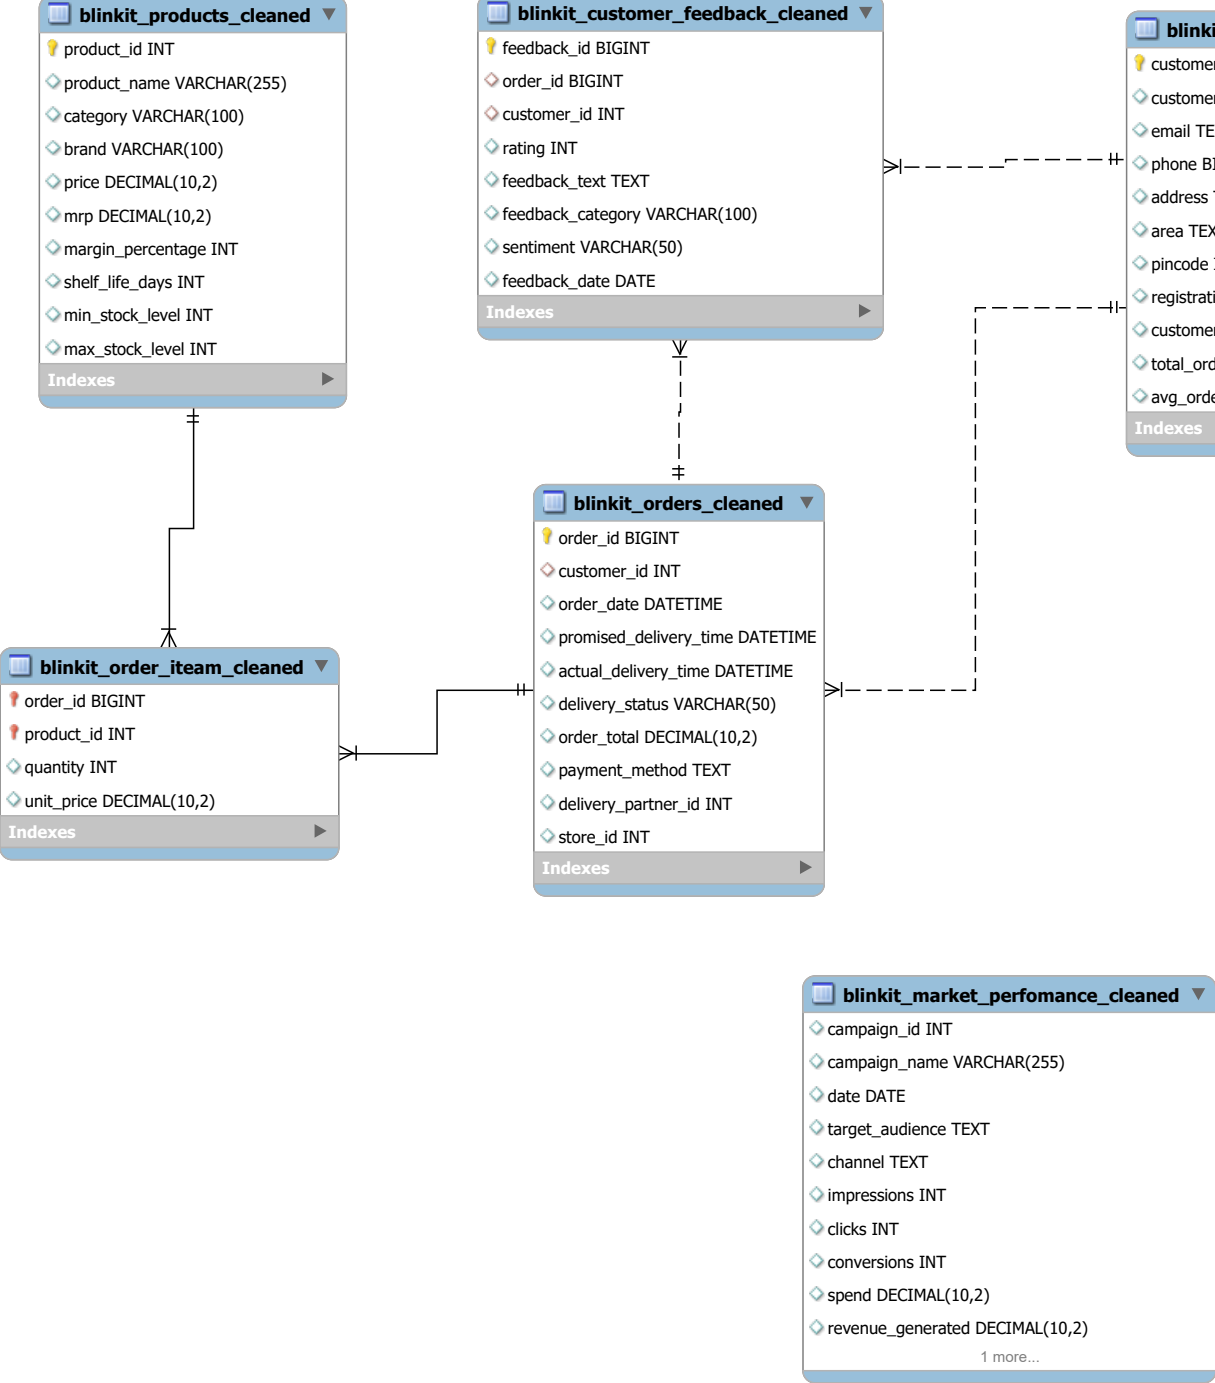 blinkit_products_cleaned
product_id INT
product_name VARCHAR(255)
category VARCHAR(100)
brand VARCHAR(100)
price DECIMAL(10,2)
mrp DECIMAL(10,2)
margin_percentage INT
shelf_life_days INT
min_stock_level INT
max_stock_level INT
Indexes
blinkit_customer_feedback_cleaned
feedback_id BIGINT
order_id BIGINT
customer_id INT
rating INT
feedback_text TEXT
feedback_category VARCHAR(100)
sentiment VARCHAR(50)
feedback_date DATE
Indexes
blinki
customer
customer
email TE
phone BI
address
area TEX
pincode
registrati
customer
total_ord
avg_orde
Indexes
blinkit_order_iteam_cleaned
order_id BIGINT
product_id INT
quantity INT
unit_price DECIMAL(10,2)
Indexes
blinkit_orders_cleaned
order_id BIGINT
customer_id INT
order_date DATETIME
promised_delivery_time DATETIME
actual_delivery_time DATETIME
delivery_status VARCHAR(50)
order_total DECIMAL(10,2)
payment_method TEXT
delivery_partner_id INT
store_id INT
Indexes
blinkit_market_perfomance_cleaned
campaign_id INT
campaign_name VARCHAR(255)
date DATE
target_audience TEXT
channel TEXT
impressions INT
clicks INT
conversions INT
spend DECIMAL(10,2)
revenue_generated DECIMAL(10,2)
1 more...